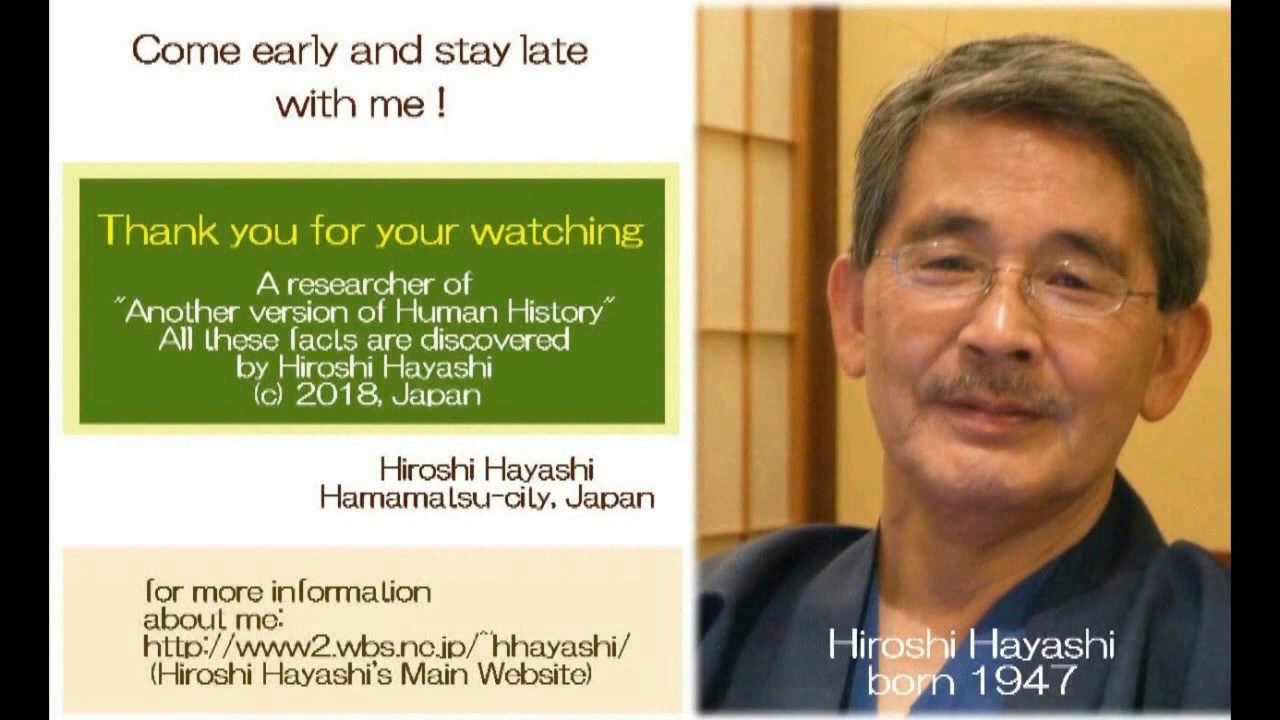 Come early and stay late
with me !
Thank you for your watching
A researcher of
"Another version of Human History"
All these facts are discovered
by Hiroshi Hayashi
(c) 2018, Japan
Hiroshi Hayashi
Hamamatsu-city, Japan
for more information
about me:
http://www2.wbs.ne.jp/~hhayashi/
(Hiroshi Hayashi's Main Website)
Hiroshi Hayashi
born 1947